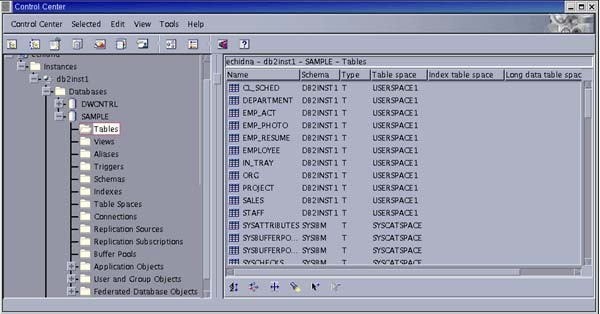 Control Center
Control Center Selected Edit View Tools Help
Instances
db2inst1
Databases
DWCNTRL
SAMPLE
Tables
Views
Aliases
Triggers
Schemas
Indexes
Table Spaces
Connections
Replication Sources
Replication Subscriptions
Buffer Pools
Application Objects
User and Group Objects
Federated Database Objects
echidna - db2inst1 - SAMPLE - Tables
Name Schema Type Table space Index table space Long data table spac
CL_SCHED DB2INST1 T USERSPACE1
DEPARTMENT DB2INST1 T USERSPACE1
EMP_ACT DB2INST1 T USERSPACE1
EMP_PHOTO DB2INST1 T USERSPACE1
EMP_RESUME DB2INST1 T USERSPACE1
EMPLOYEE DB2INST1 T USERSPACE1
IN_TRAY DB2INST1 T USERSPACE1
ORG DB2INST1 T USERSPACE1
PROJECT DB2INST1 T USERSPACE1
SALES DB2INST1 T USERSPACE1
STAFF DB2INST1 T USERSPACE1
SYSATTRIBUTES SYSIBM T SYSCATSPACE
SYSBUFFERPO... SYSIBM T SYSCATSPACE
SYSBUFFERPO... SYSIBM T SYSCATSPACE
SYSCHECKS SYSIBM T SYSCATSPACE